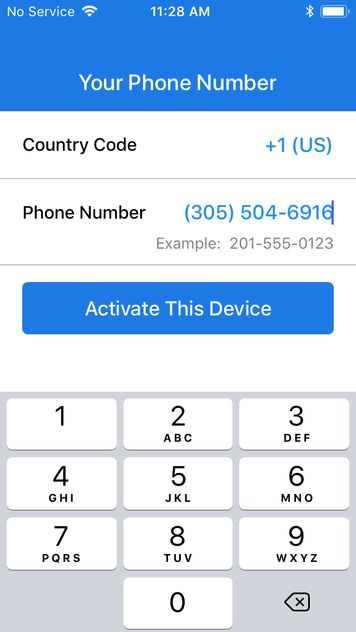 No Service 11:28 AM
Your Phone Number
Country Code +1 (US)
Phone Number (305) 504-6916
Example: 201-555-0123
Activate This Device
1 2 3
ABC DEF
4 5 6
GHI JKL MNO
7 8 9
PQRS TUV WXYZ
0